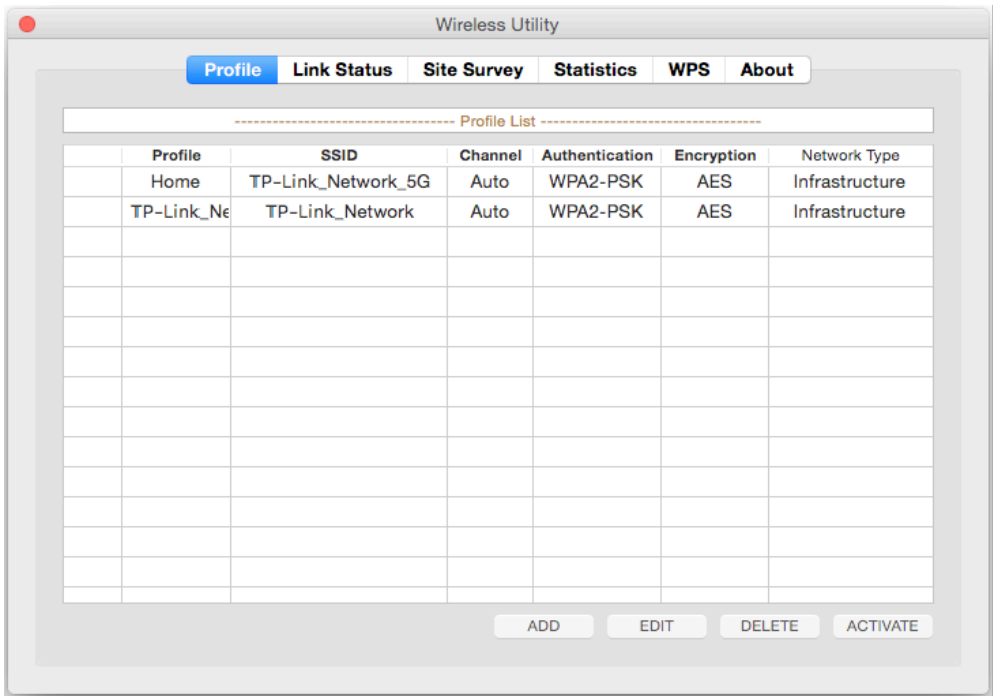 Wireless Utility
Profile Link Status Site Survey Statistics WPS About
---------------------------------- Profile List ----------------------------------
Profile SSID Channel Authentication Encryption Network Type
Home TP-Link_Network_5G Auto WPA2-PSK AES Infrastructure
TP-Link_Ne TP-Link_Network Auto WPA2-PSK AES Infrastructure
ADD EDIT DELETE ACTIVATE